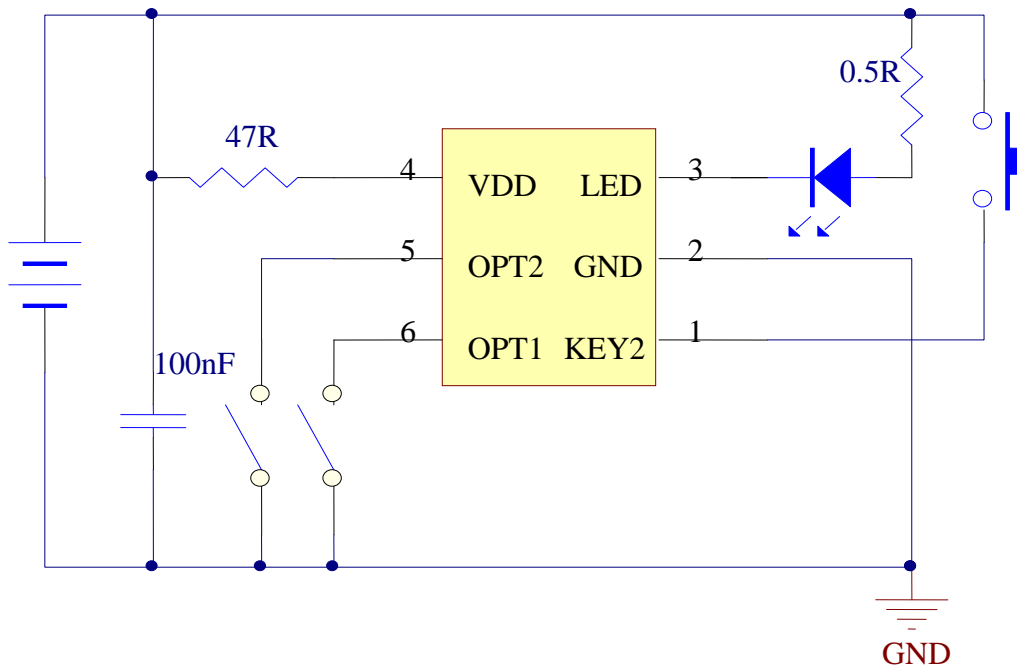 0.5R
47R
4 VDD LED 3
5 OPT2 GND 2
6 OPT1 KEY2 1
100nF
GND